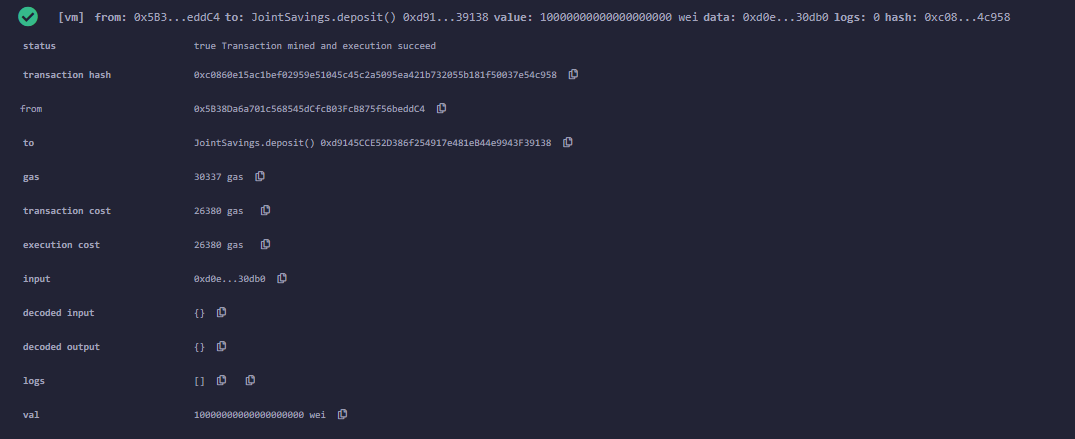 [vm] from: 0x5B3...eddC4 to: JointSavings.deposit() 0xd91...39138 value: 10000000000000000000 wei data: 0xd0e...30db0 logs: 0 hash: 0xc08...4c958
status true Transaction mined and execution succeed
transaction hash 0xc0860e15ac1bef02959e51045c45c2a5095ea421b732055b181f50037e54c958
from 0x5B38Da6a701c568545dCfcB03FcB875f56beddC4
to JointSavings.deposit() 0xd9145CCE52D386f254917e481eB44e9943F39138
gas 30337 gas
transaction cost 26380 gas
execution cost 26380 gas
input 0xd0e...30db0
decoded input {}
decoded output {}
logs []
val 10000000000000000000 wei